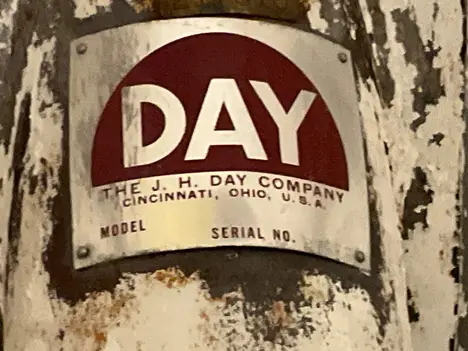 DAY
THE J. H. DAY COMPANY
CINCINNATI, OHIO, U.S.A.
MODEL SERIAL NO.